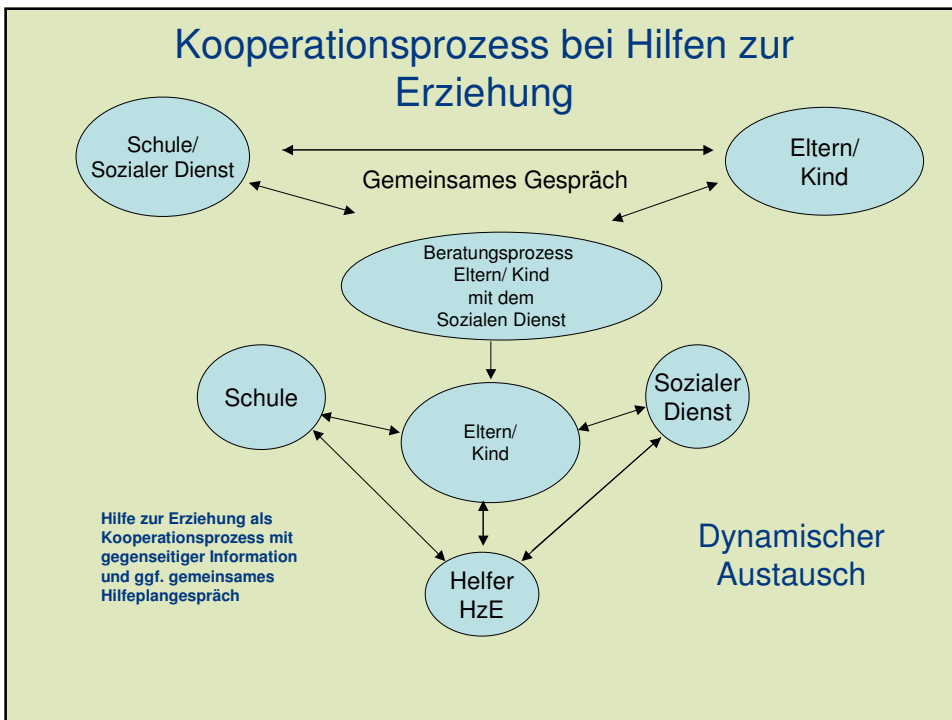 Kooperationsprozess bei Hilfen zur
Erziehung
Schule/
Sozialer Dienst
Eltern/
Kind
Gemeinsames Gespräch
Beratungsprozess
Eltern/ Kind
mit dem
Sozialen Dienst
Schule
Eltern/
Kind
Sozialer
Dienst
Hilfe zur Erziehung als
Kooperationsprozess mit
gegenseitiger Information
und ggf. gemeinsames
Hilfeplangespräch
Helfer
HzE
Dynamischer
Austausch